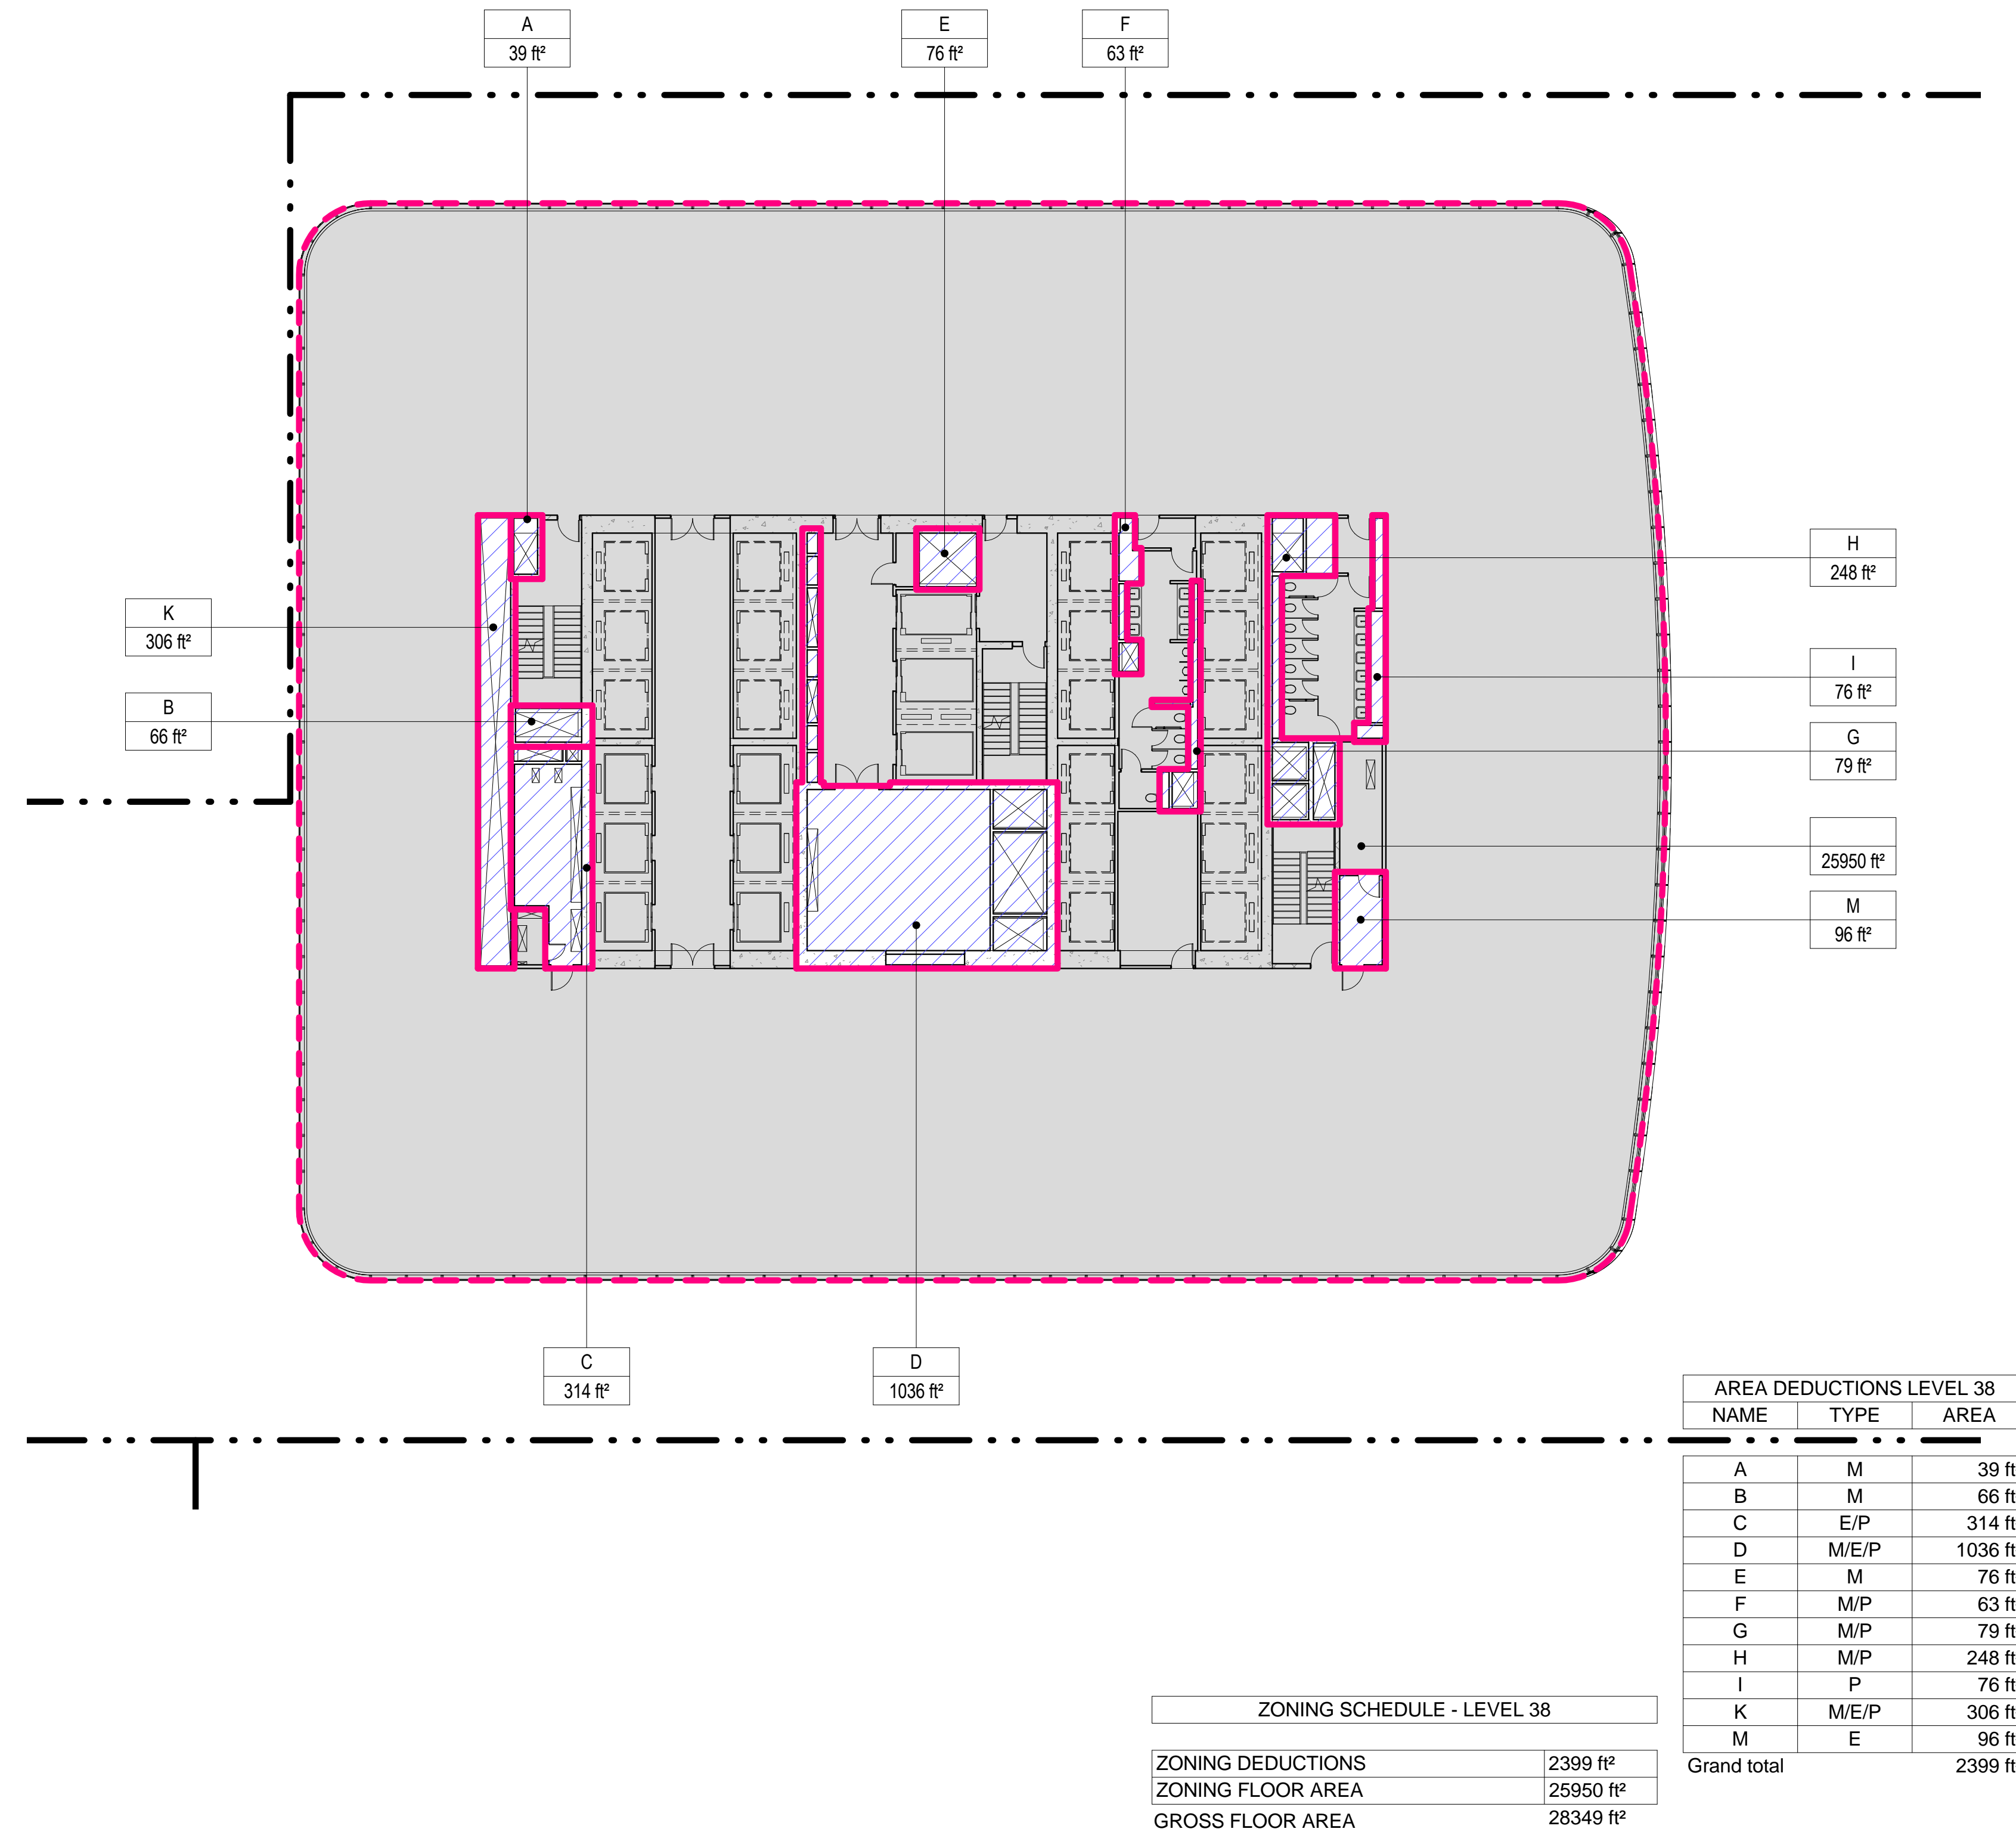 A
39 ft²
E
76 ft²
F
63 ft²
H
248 ft²
K
306 ft²
I
76 ft²
B
66 ft²
G
79 ft²
25950 ft²
M
96 ft²
C
314 ft²
D
1036 ft²
AREA DEDUCTIONS LEVEL 38
NAME TYPE AREA
A M 39 ft
B M 66 ft
C E/P 314 ft
D M/E/P 1036 ft
E M 76 ft
F M/P 63 ft
G M/P 79 ft
H M/P 248 ft
I P 76 ft
K M/E/P 306 ft
M E 96 ft
Grand total 2399 ft
ZONING SCHEDULE - LEVEL 38
ZONING DEDUCTIONS 2399 ft²
ZONING FLOOR AREA 25950 ft²
GROSS FLOOR AREA 28349 ft²